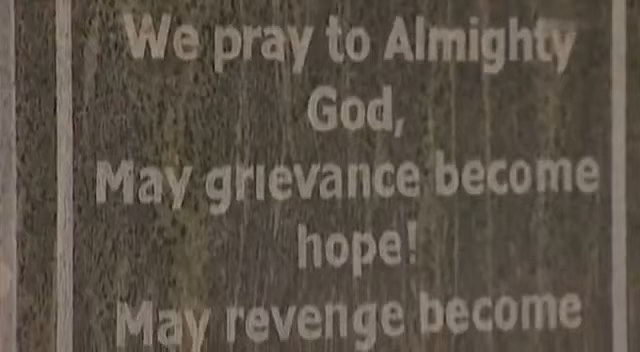 We pray to Almighty
God,
May grievance become
hope!
May revenge become